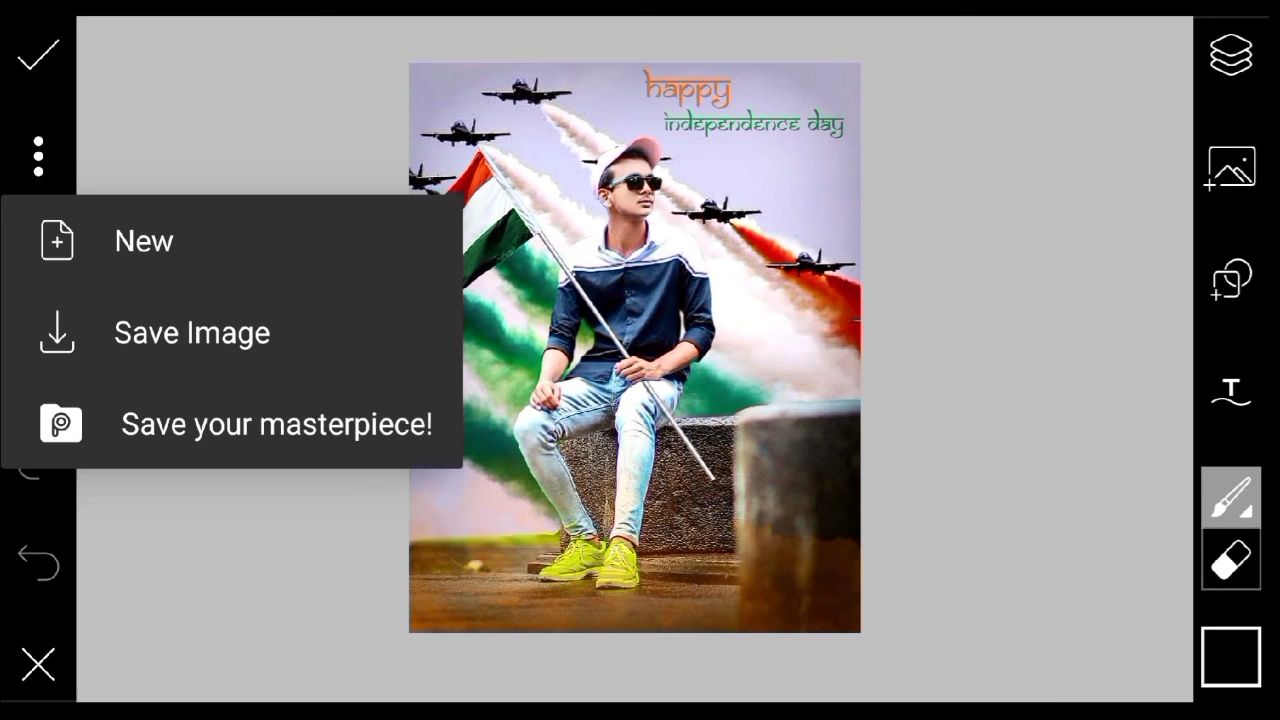 happy
independence day
New
Save Image
Save your masterpiece!
T